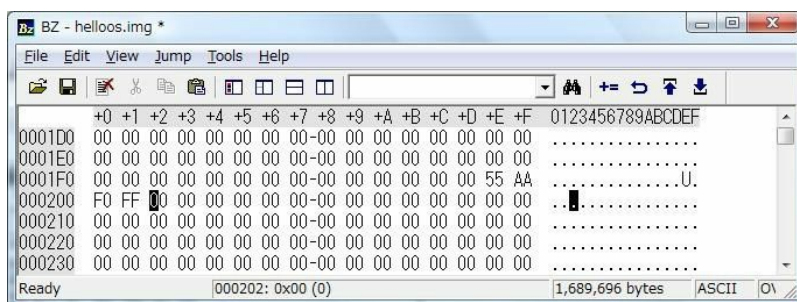 BZ - helloos.img *
File Edit View Jump Tools Help
+0 +1 +2 +3 +4 +5 +6 +7 +8 +9 +A +B +C +D +E +F 0123456789ABCDEF
0001D0 00 00 00 00 00 00 00 00-00 00 00 00 00 00 00 00 ................
0001E0 00 00 00 00 00 00 00 00-00 00 00 00 00 00 00 00 ................
0001F0 00 00 00 00 00 00 00 00-00 00 00 00 00 00 55 AA ..............U.
000200 F0 FF 00 00 00 00 00 00-00 00 00 00 00 00 00 00 ................
000210 00 00 00 00 00 00 00 00-00 00 00 00 00 00 00 00 ................
000220 00 00 00 00 00 00 00 00-00 00 00 00 00 00 00 00 ................
000230 00 00 00 00 00 00 00 00-00 00 00 00 00 00 00 00 ................
Ready 000202: 0x00 (0) 1,689,696 bytes ASCII